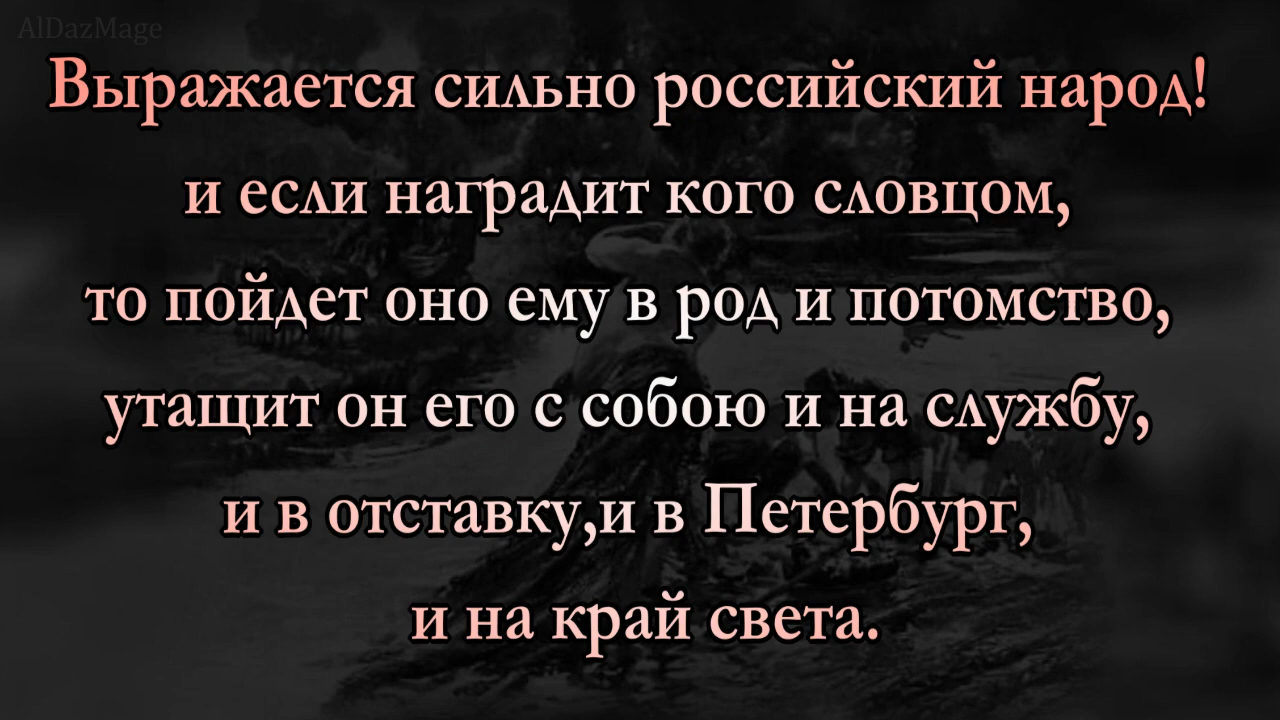 AlDazMage
Выражается сильно российский народ!
и если наградит кого словцом,
то пойдет оно ему в род и потомство,
утащит он его с собою и на службу,
и в отставку,и в Петербург,
и на край света.